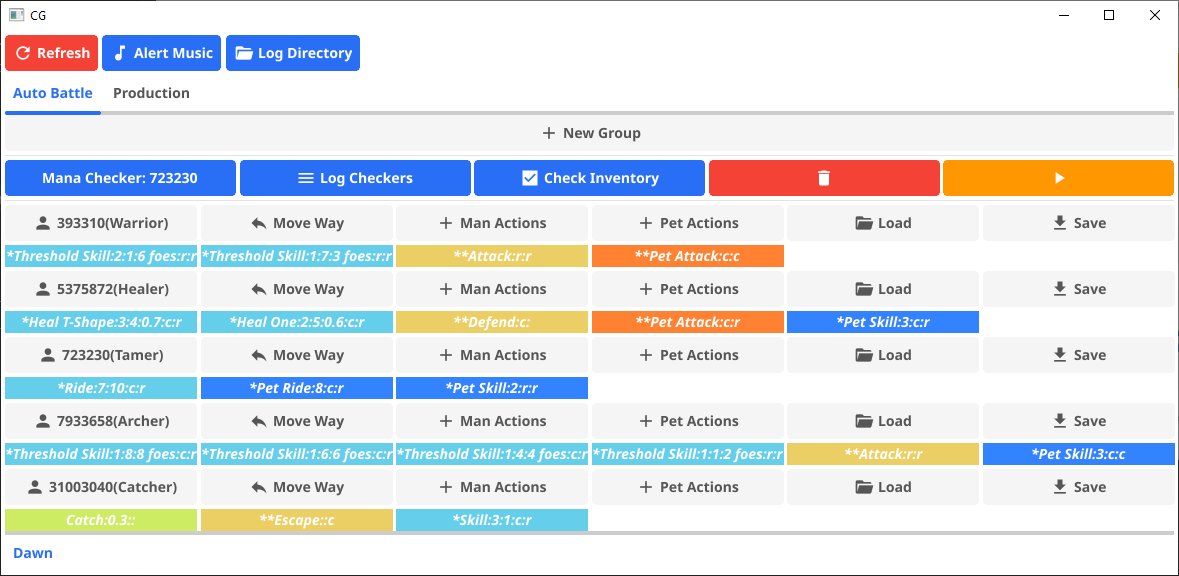 CG
Refresh Alert Music Log Directory
Auto Battle Production
New Group
Mana Checker: 723230 Log Checkers Check Inventory
393310(Warrior) Move Way Man Actions Pet Actions Load Save
*Threshold Skill:2:1:6 foes:r:r *Threshold Skill:1:7:3 foes:r:r **Attack:r:r **Pet Attack:c:c
5375872(Healer) Move Way Man Actions Pet Actions Load Save
*Heal T-Shape:3:4:0.7:c:r *Heal One:2:5:0.6:c:r **Defend:c: **Pet Attack:c:r *Pet Skill:3:c:r
723230(Tamer) Move Way Man Actions Pet Actions Load Save
*Ride:7:10:c:r *Pet Ride:8:c:r *Pet Skill:2:r:r
7933658(Archer) Move Way Man Actions Pet Actions Load Save
*Threshold Skill:1:8:8 foes:c:r *Threshold Skill:1:6:6 foes:c:r *Threshold Skill:1:4:4 foes:c:r *Threshold Skill:1:1:2 foes:r:r **Attack:r:r *Pet Skill:3:c:c
31003040(Catcher) Move Way Man Actions Pet Actions Load Save
Catch:0.3:: **Escape::c *Skill:3:1:c:r
Dawn